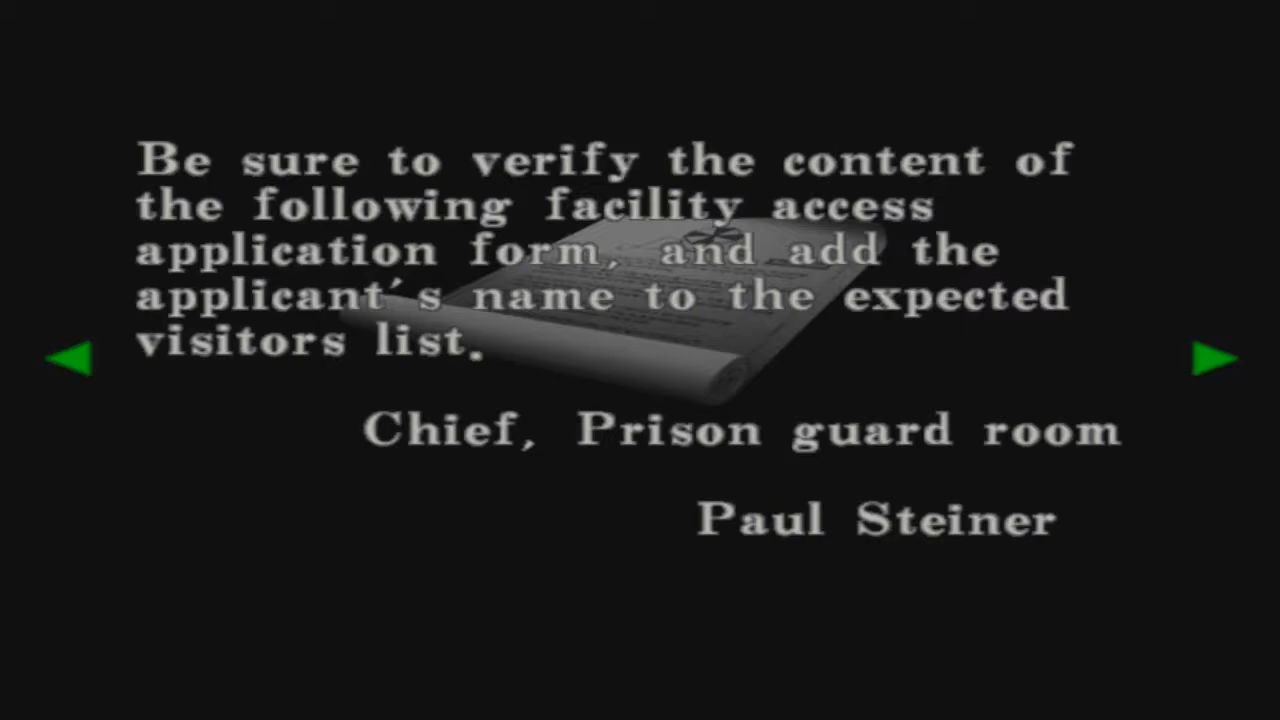 Be sure to verify the content of
the following facility access
application form, and add the
applicant's name to the expected
visitors list.
Chief, Prison guard room
Paul Steiner